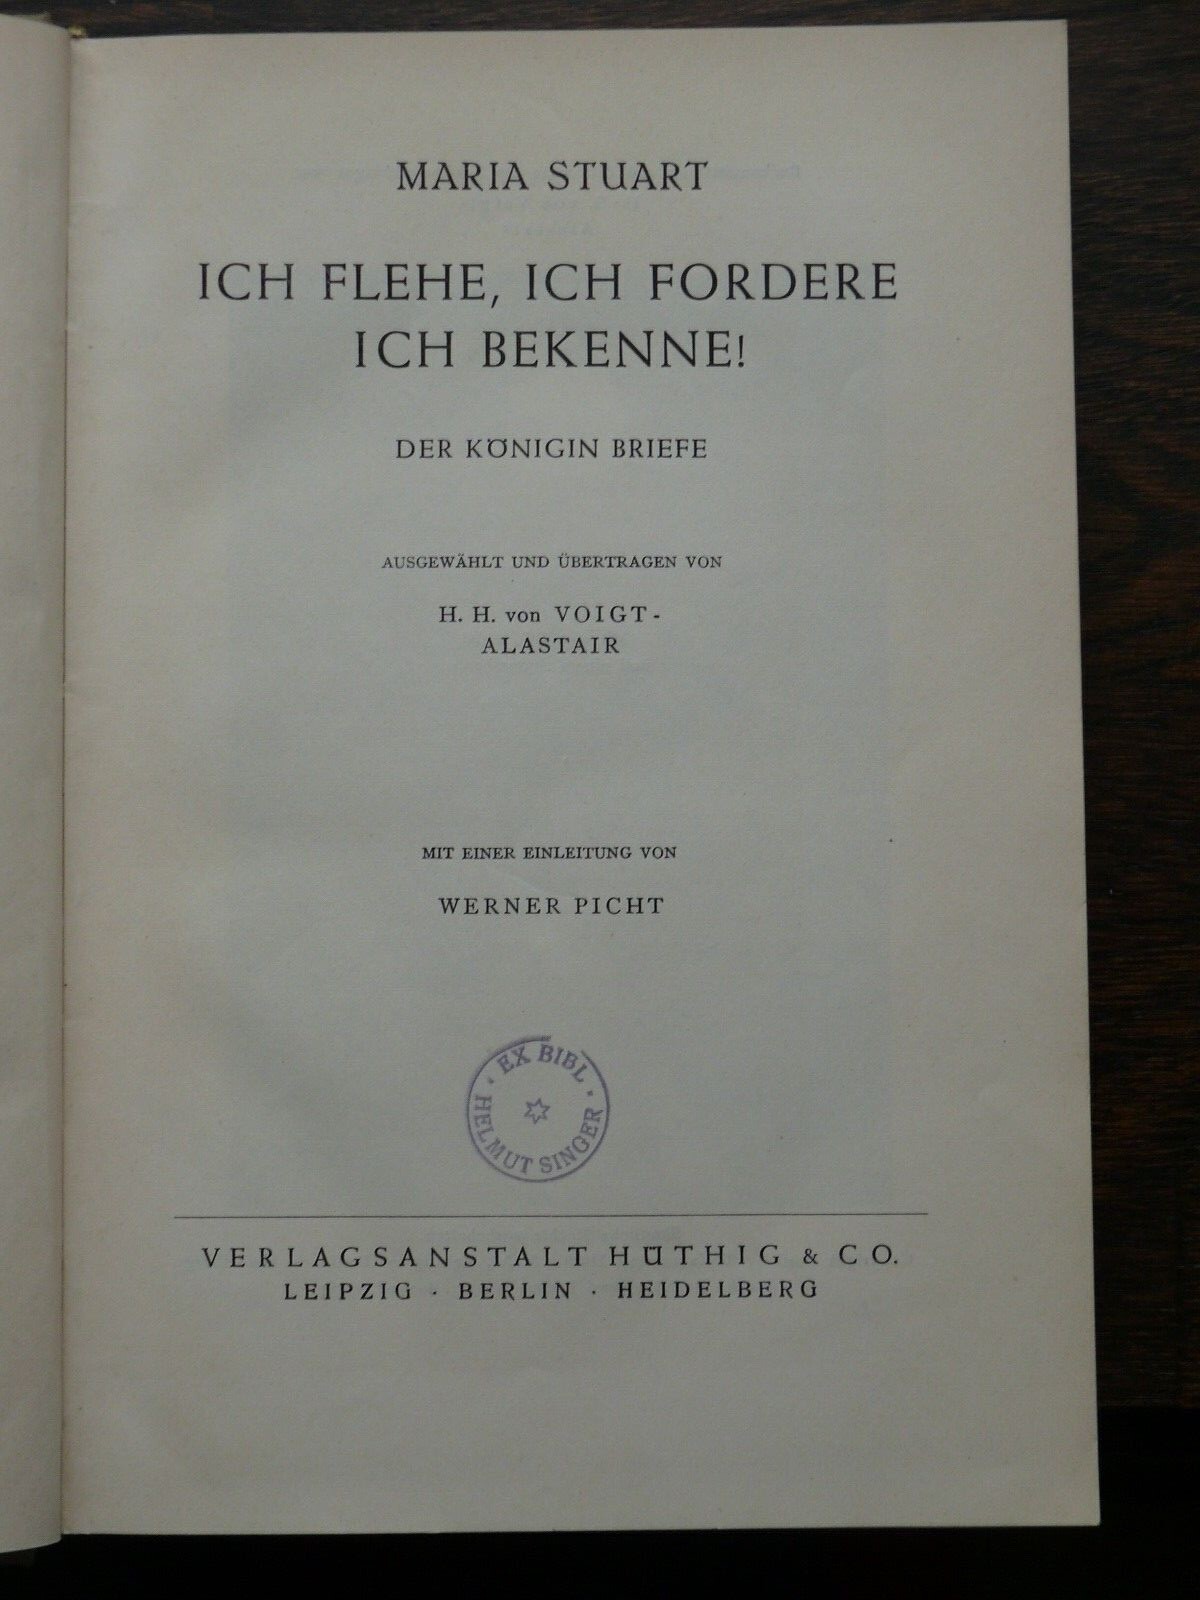 MARIA STUART
ICH FLEHE, ICH FORDERE
ICH BEKENNE!
DER KÖNIGIN BRIEFE
AUSGEWÄHLT UND ÜBERTRAGEN VON
H. H. von VOIGT-
ALASTAIR
MIT EINER EINLEITUNG VON
WERNER PICHT
· EX BIBL ·
HELMUT SINGER
VERLAGSANSTALT HÜTHIG & CO.
LEIPZIG · BERLIN · HEIDELBERG